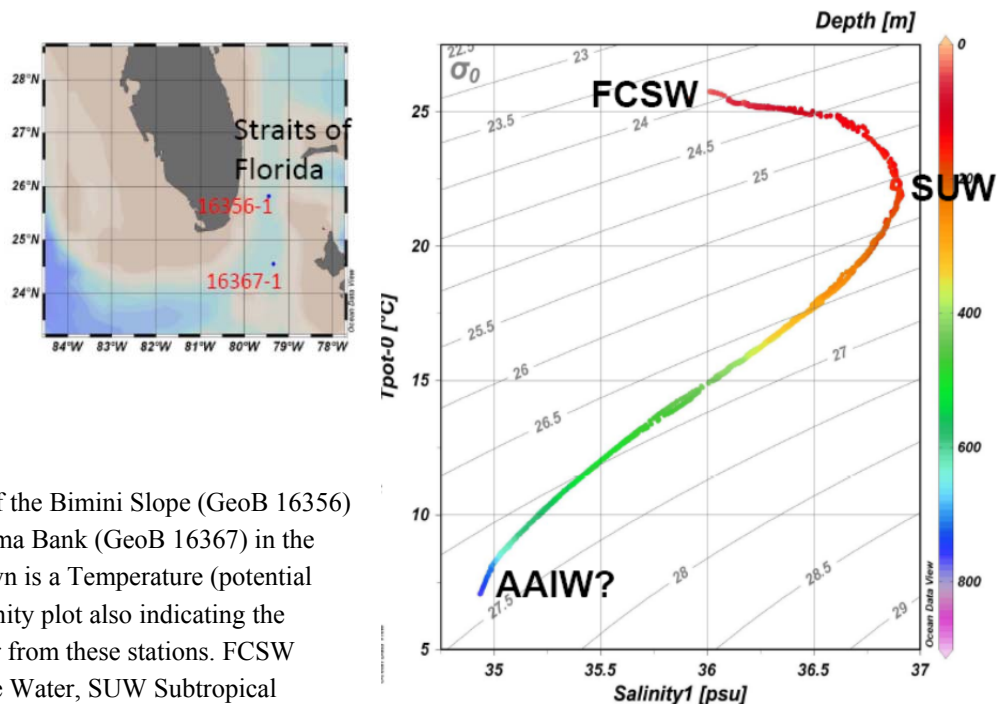 28°N
27°N
26°N
25°N
24°N
84°W
83°W
82°W
81°W
80°W
79°W
78°W
Straits of
Florida
16356-1
16367-1
Ocean Data View
f the Bimini Slope (GeoB 16356)
ma Bank (GeoB 16367) in the
vn is a Temperature (potential
nity plot also indicating the
from these stations. FCSW
e Water, SUW Subtropical
Depth [m]
σ0
22.5
23
23.5
24
24.5
25
25.5
26
26.5
27
27.5
28
28.5
29
FCSW
SUW
AAIW?
Tpot-0 [°C]
25
20
15
10
5
35
35.5
36
36.5
37
Salinity1 [psu]
0
200
400
600
800
Ocean Data View